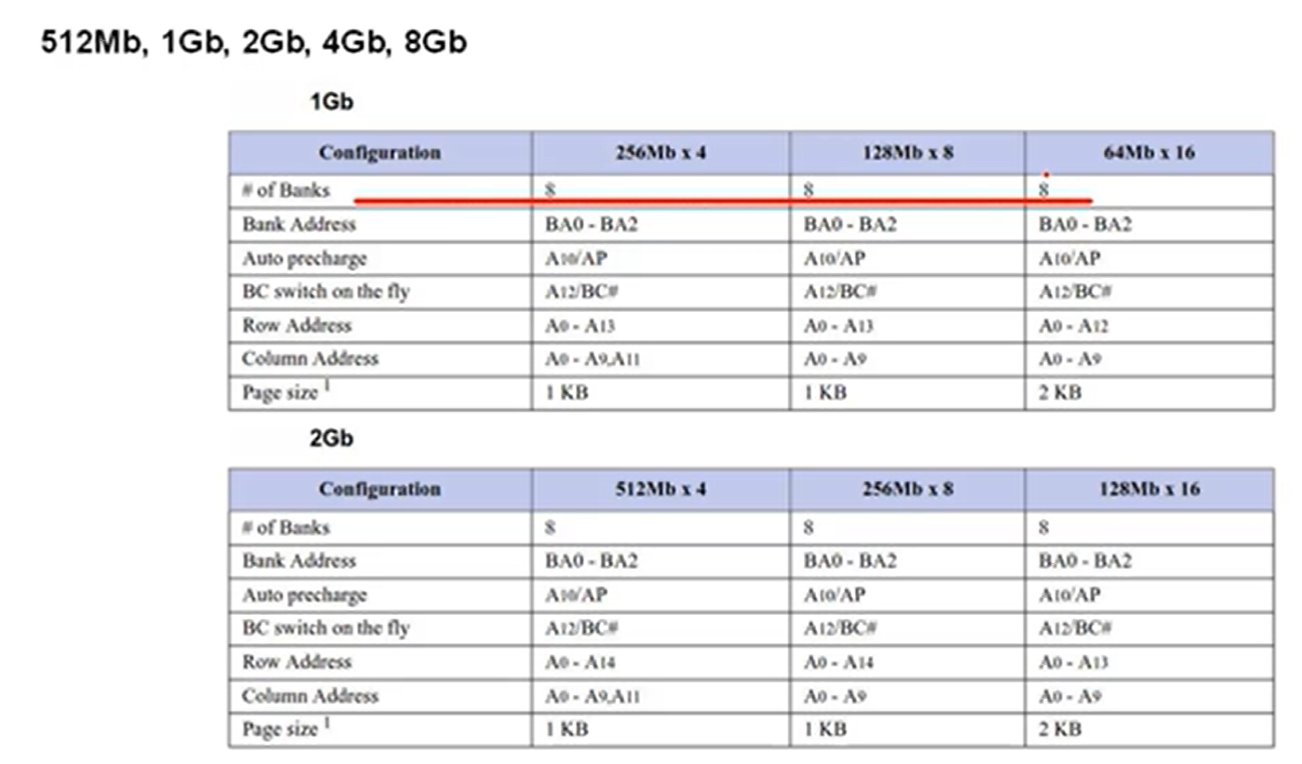 512Mb, 1Gb, 2Gb, 4Gb, 8Gb
1Gb
Configuration 256Mb x 4 128Mb x 8 64Mb x 16
# of Banks 8 8 8
Bank Address BA0 - BA2 BA0 - BA2 BA0 - BA2
Auto precharge A10/AP A10/AP A10/AP
BC switch on the fly A12/BC# A12/BC# A12/BC#
Row Address A0 - A13 A0 - A13 A0 - A12
Column Address A0 - A9,A11 A0 - A9 A0 - A9
Page size 1 1 KB 1 KB 2 KB
2Gb
Configuration 512Mb x 4 256Mb x 8 128Mb x 16
# of Banks 8 8 8
Bank Address BA0 - BA2 BA0 - BA2 BA0 - BA2
Auto precharge A10/AP A10/AP A10/AP
BC switch on the fly A12/BC# A12/BC# A12/BC#
Row Address A0 - A14 A0 - A14 A0 - A13
Column Address A0 - A9,A11 A0 - A9 A0 - A9
Page size 1 1 KB 1 KB 2 KB